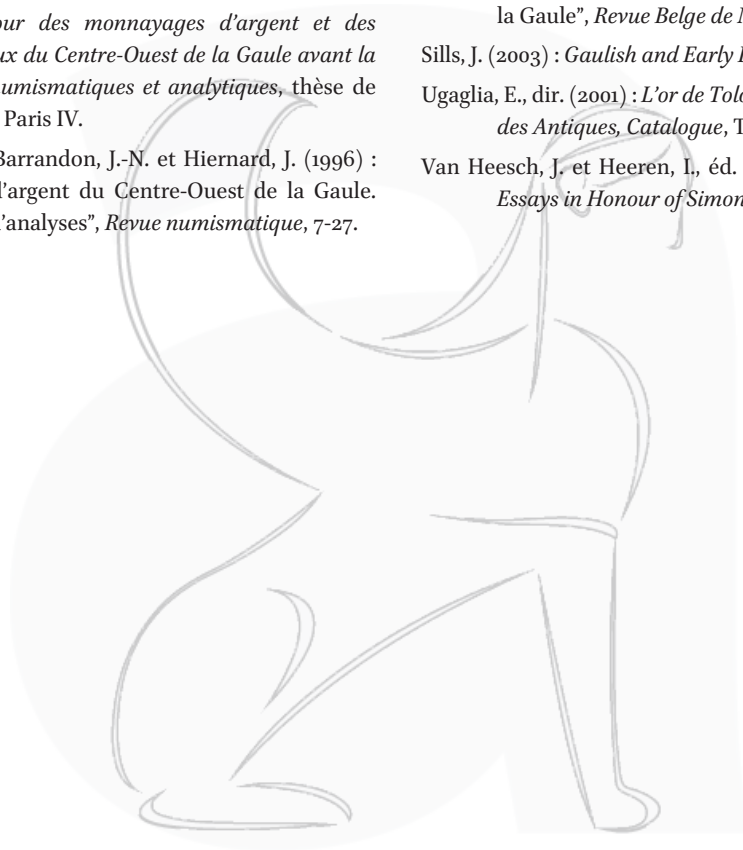 our des monnayages d'argent et des
ux du Centre-Ouest de la Gaule avant la
umismatiques et analytiques, thèse de
Paris IV.
Barrandon, J.-N. et Hiernard, J. (1996) :
l'argent du Centre-Ouest de la Gaule.
'analyses”, Revue numismatique, 7-27.
la Gaule”, Revue Belge de
Sills, J. (2003) : Gaulish and Early
Ugaglia, E., dir. (2001) : L'or de
des Antiques, Catalogue,
Van Heesch, J. et Heeren, I., éd.
Essays in Honour of Simon